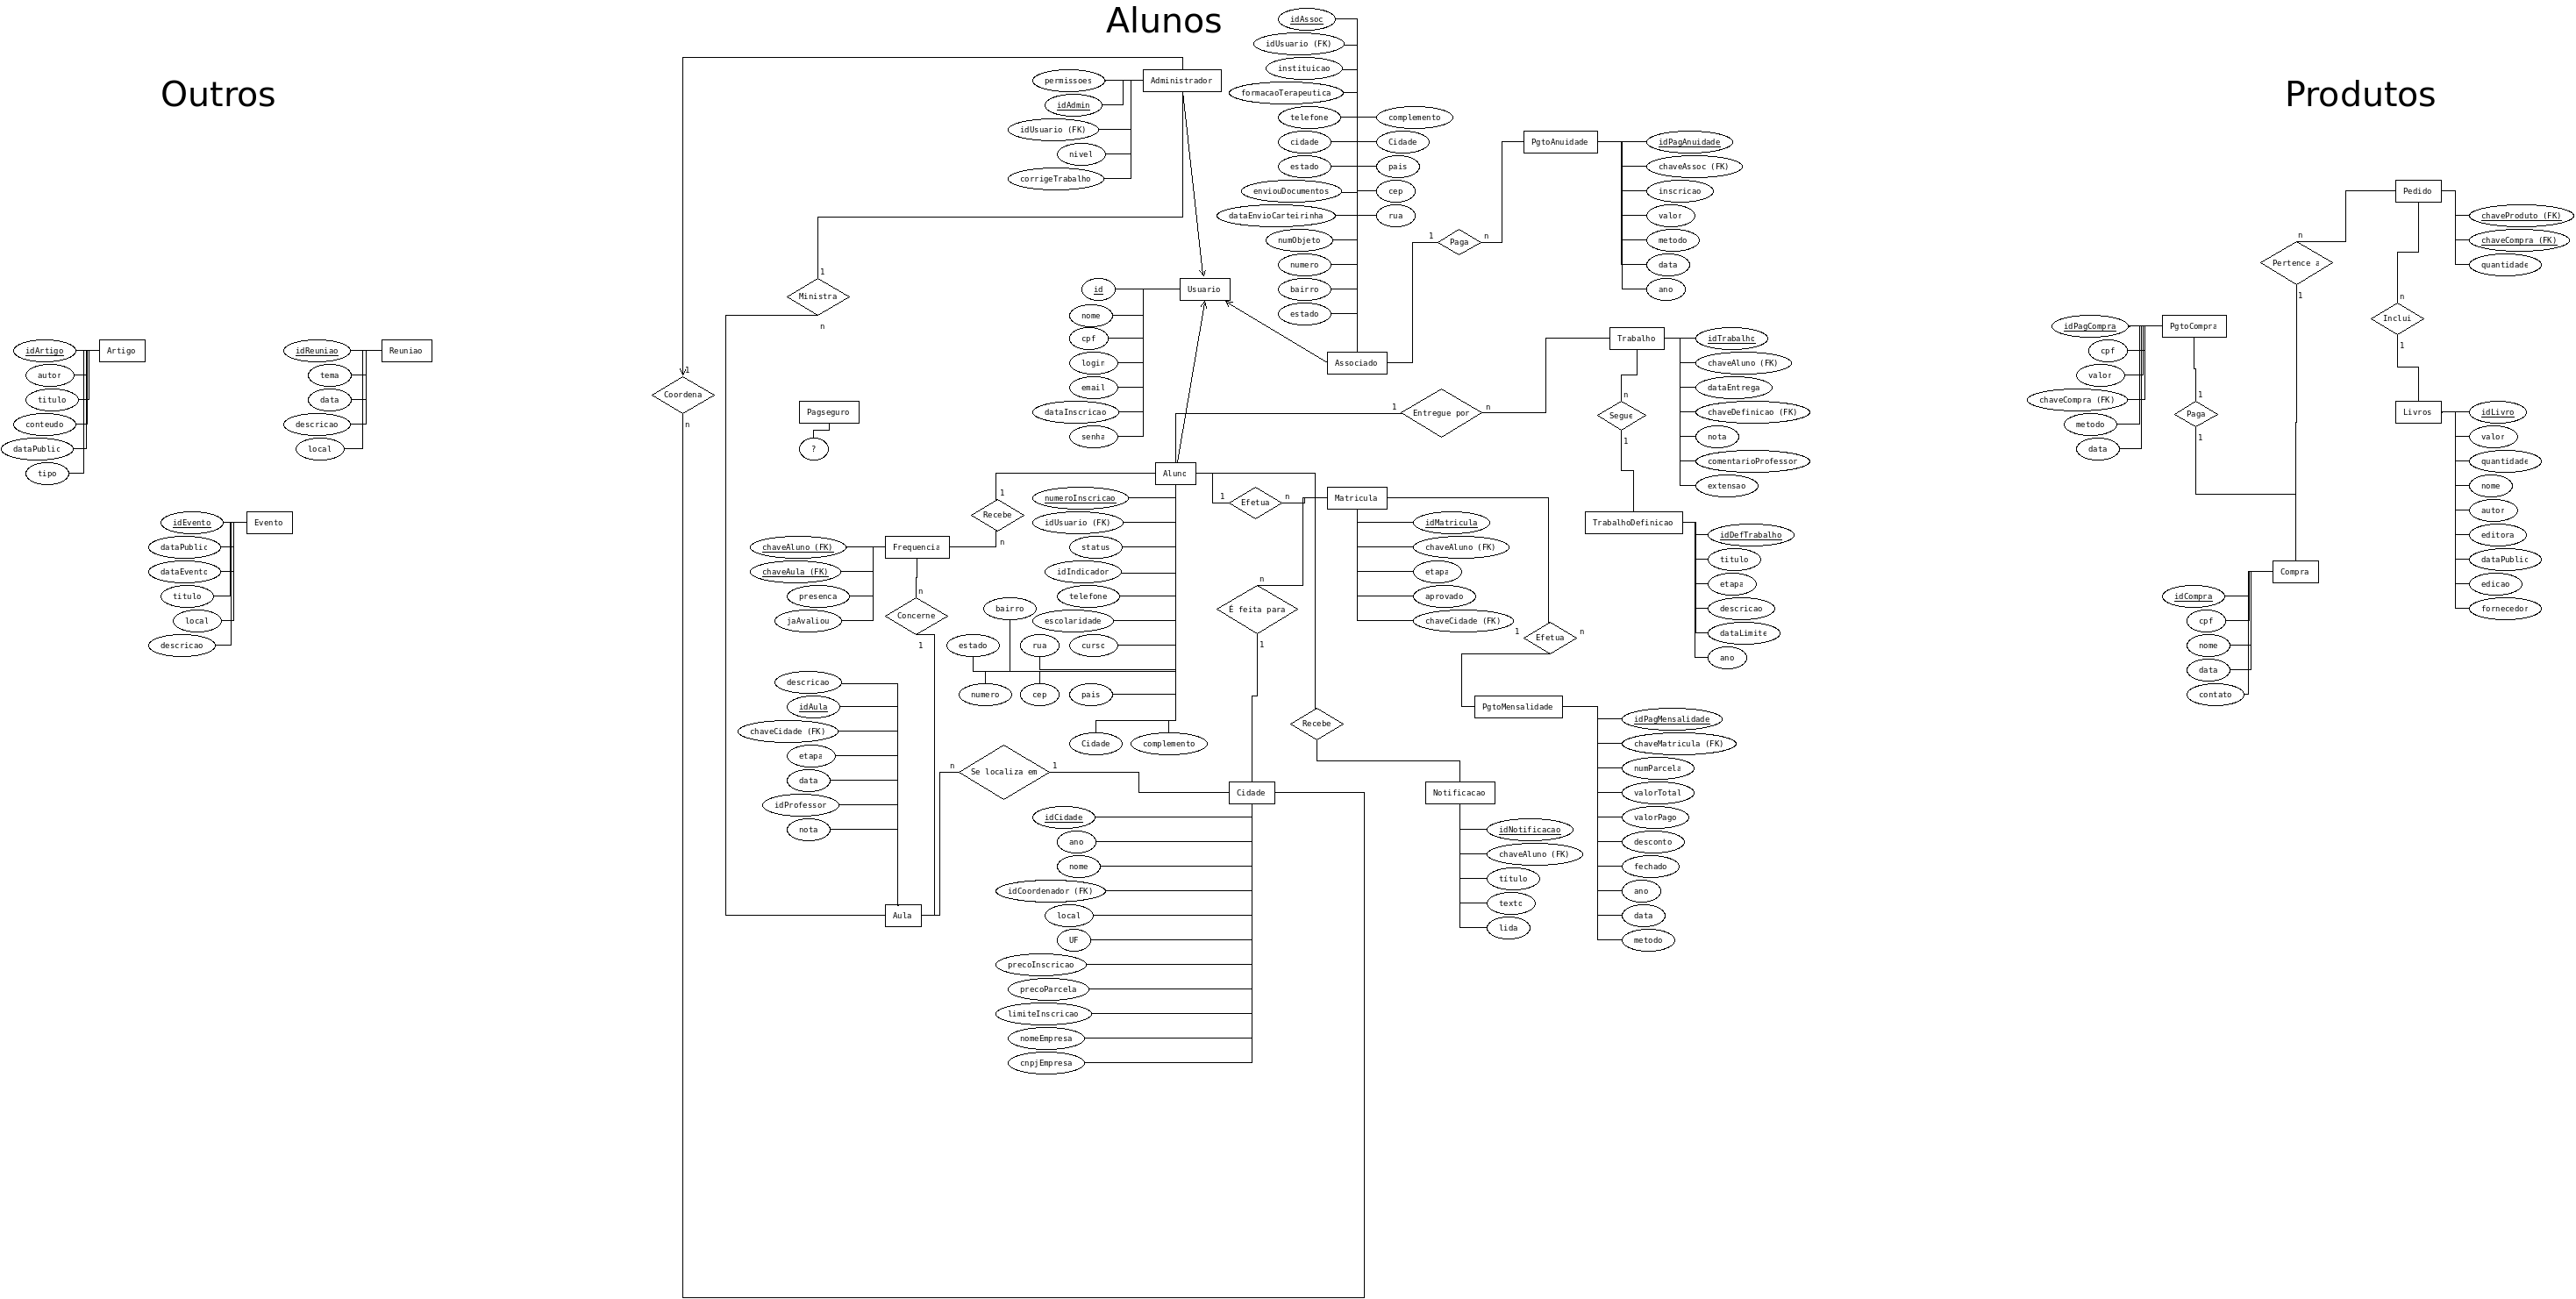 Outros
Artigo
idArtigo
autor
titulo
conteudo
dataPublic
tipo
Reuniao
idReuniao
tema
data
descricao
local
Evento
idEvento
dataPublic
dataEvento
titulo
local
descricao
Alunos
Administrador
permissoes
idAdmin
idUsuario (FK)
nivel
corrigeTrabalho
1
Ministra
n
1
Coordena
n
Pagseguro
?
Usuario
id
nome
cpf
login
email
dataInscricao
senha
idAssoc
idUsuario (FK)
instituicao
formacaoTerapeutica
telefone
complemento
cidade
Cidade
estado
pais
enviouDocumentos
cep
dataEnvioCarteirinha
rua
numObjeto
numero
bairro
estado
Associado
1
Paga
n
PgtoAnuidade
idPagAnuidade
chaveAssoc (FK)
inscricao
valor
metodo
data
ano
1
Entregue por
n
Trabalho
idTrabalho
chaveAluno (FK)
dataEntrega
chaveDefinicao (FK)
nota
comentarioProfessor
extensao
n
Segue
1
TrabalhoDefinicao
idDefTrabalho
titulo
etapa
descricao
dataLimite
ano
Aluno
numeroInscricao
idUsuario (FK)
status
idIndicador
telefone
escolaridade
curso
bairro
estado
rua
numero
cep
pais
Cidade
complemento
1
Recebe
n
Frequencia
chaveAluno (FK)
chaveAula (FK)
presenca
jaAvaliou
n
Concerne
1
descricao
idAula
chaveCidade (FK)
etapa
data
idProfessor
nota
Aula
n
Se localiza em
1
1
Efetua
n
Matricula
idMatricula
chaveAluno (FK)
etapa
aprovado
chaveCidade (FK)
n
É feita para
1
1
Efetua
n
PgtoMensalidade
idPagMensalidade
chaveMatricula (FK)
numParcela
valorTotal
valorPago
desconto
fechado
ano
data
metodo
Recebe
Notificacao
idNotificacao
chaveAluno (FK)
título
texto
lida
Cidade
idCidade
ano
nome
idCoordenador (FK)
local
UF
precoInscricao
precoParcela
limiteInscricao
nomeEmpresa
cnpjEmpresa
Produtos
Pedido
chaveProduto (FK)
chaveCompra (FK)
quantidade
n
Pertence a
1
n
Inclui
1
PgtoCompra
idPagCompra
cpf
valor
chaveCompra (FK)
metodo
data
1
Paga
1
Livros
idLivro
valor
quantidade
nome
autor
editora
dataPublic
edicao
fornecedor
Compra
idCompra
cpf
nome
data
contato